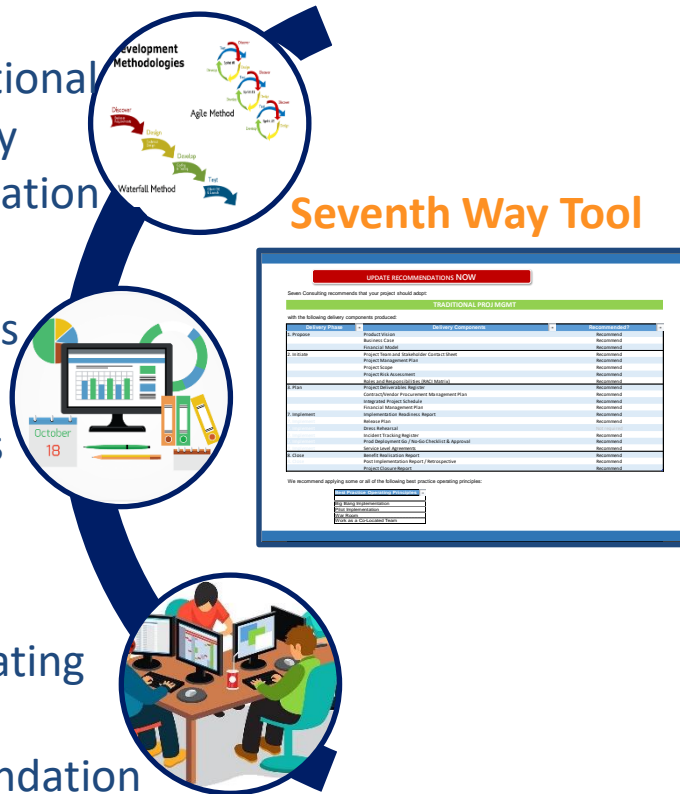 tional
y
ation
s
s
ating
ndation
evelopment
Methodologies
Agile Method
Discover
Design
Develop
Test
Waterfall Method
October
18
Seventh Way Tool
UPDATE RECOMMENDATIONS NOW
Seven Consulting recommends that your project should adopt:
TRADITIONAL PROJ MGMT
with the following delivery components produced:
Delivery Phase Delivery Components Recommended?
1. Propose Product Vision Recommend
Business Case Recommend
Financial Model Recommend
2. Initiate Project Team and Stakeholder Contact Sheet Recommend
Project Management Plan Recommend
Project Scope Recommend
Project Risk Assessment Recommend
Roles and Responsibilities (RACI Matrix) Recommend
Project Deliverables Register Recommend
Contract/Vendor Procurement Management Plan Recommend
Integrated Project Schedule Recommend
Financial Management Plan Recommend
7. Implement Implementation Readiness Report Recommend
Release Plan Recommend
Dress Rehearsal
Incident Tracking Register Recommend
Prod Deployment Go / No-Go Checklist & Approval Recommend
Service Level Agreements Recommend
8. Close Benefit Realisation Report Recommend
Post Implementation Report / Retrospective Recommend
Project Closure Report Recommend
We recommend applying some or all of the following best practice operating principles:
Best Practice Operating Principles
Big Bang Implementation
Pilot Implementation
War Room
Work as a Co-Located Team